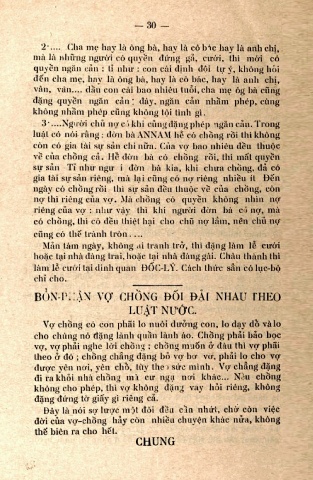 — 30 —
2·.... Cha mẹ hay là ông bà, hay là cô bác hay là anh chị,
mà là những người có quyền đứng gả, cưới, thì mới có
quyền ngăn cản : tỉ như : con cái định đôi tự ý, không hỏi
đến cha mẹ, hay là ông bà, hay là cô bác, hay là anh chị,
vân, vân.... dầu con cái bao nhiêu tuổi, cha mẹ ôg bà cũng
đặng quyền ngăn cản : đây, ngăn cản nhằm phép, cùng
không nhằm phép cũng không tội tình gì.
3·....Người chủ nợ có khi cũng đặng phép ngăn cản. Trong
luật có nói rằng : đờn bà ANNAM hễ có chồng rồi thì không
còn có gia tài sự sản chi nữa. Của vợ bao nhiêu đều thuộc
về của chồng cả. Hễ đờn bà có chồng rồi, thì mất quyền
sự sản Tỉ như người đờn bà kia, khi chưa chồng, đã có
gia tài sự sản riêng, mà lại cũng có nợ riêng nhiều it Đến
ngày có chồng rồi thì sự sản đều thuộc về của chồng, còn
nợ thì riêng của vợ. Mà chồng có quyền không nhìn nợ
riêng của vợ : như vậy thì khi người đờn bà có nợ, mà
có chồng, thì có đều thiệt hại cho chủ nợ lắm, nên chủ nợ
cũng có thể tránh tròn ....
Mãn tám ngày, không ai tranh trở, thì đặng làm lễ cưới
hoặc tại nhà đàng trai, hoặc tại nhà đàng gái. Châu thành thì
làm lễ cưới tại dinh quan ĐỐC-LÝ. Cách thức sẳn có lục-bộ
chỉ cho.
BỔN-PHẬN VỢ CHỒNG ĐỐI ĐÃI NHAU THEO
LUẬT NƯỚC.
Vợ chồng có con phải lo nuôi dưỡng con, lo dạy dỗ và lo
cho chúng nó đặng lành quần lành áo. Chồng phải bảo bọc
vợ, vợ phải nghe lời chồng ; chồng muốn ở đâu thì vợ phãi
theo ở đó ; chồng chẳng đặng bỏ vợ bơ vơ, phải lo cho vợ
được yên nơi, yên chỗ, tùy theo sức mình. Vợ chẳng đặng
đi ra khỏi nhà chồng mà cư ngụ nơi khác... Nếu chồng
không cho phép, thì vợ không đặng vay hỏi riêng, không
đặng đứng tờ giấy gì riêng cả.
Đây là nói sợ lược một đôi đều cần nhứt, chớ còn việc
đời của vợ-chồng hãy còn nhiều chuyện khác nửa, không
thể biên ra cho hết.
CHUNG